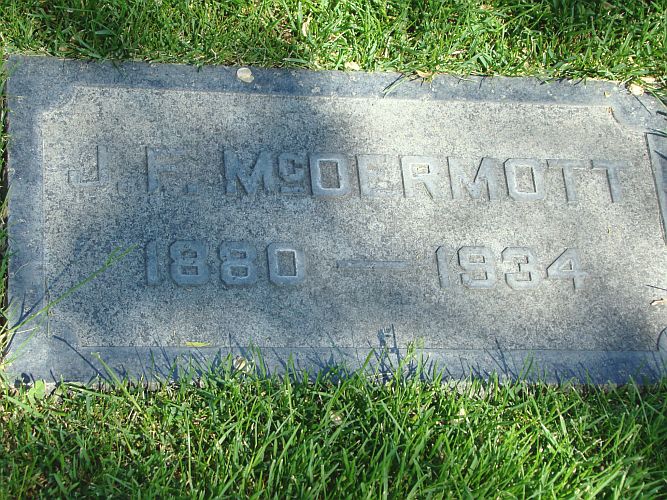 J. F. McDERMOTT
1880 — 1934